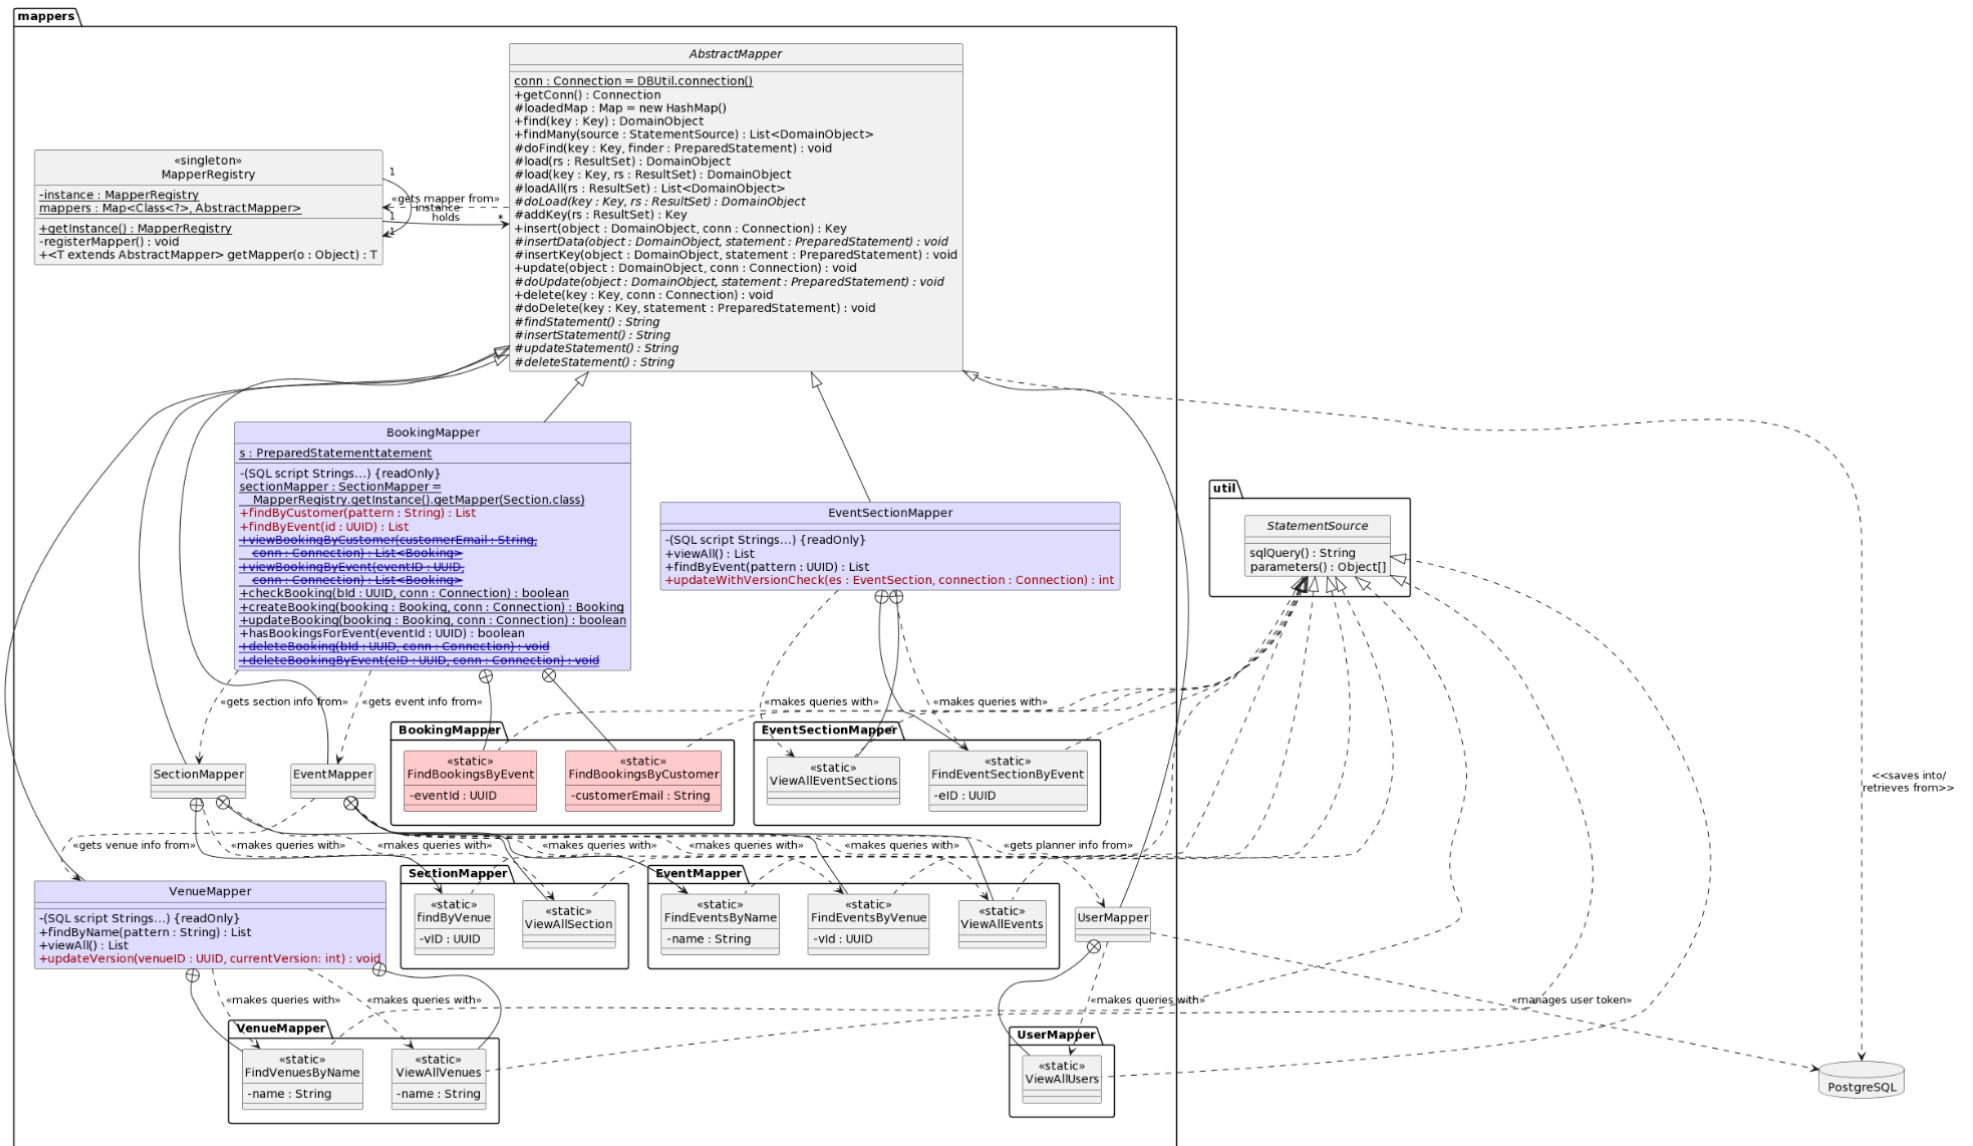 mappers
AbstractMapper
conn : Connection = DBUtil.connection()
+getConn() : Connection
#loadedMap : Map = new HashMap()
+find(key : Key) : DomainObject
+findMany(source : StatementSource) : List<DomainObject>
#doFind(key : Key, finder : PreparedStatement) : void
#load(rs : ResultSet) : DomainObject
#load(key : Key, rs : ResultSet) : DomainObject
#loadAll(rs : ResultSet) : List<DomainObject>
#doLoad(key : Key, rs : ResultSet) : DomainObject
#addKey(rs : ResultSet) : Key
+insert(object : DomainObject, conn : Connection) : Key
#insertData(object : DomainObject, statement : PreparedStatement) : void
#insertKey(object : DomainObject, statement : PreparedStatement) : void
+update(object : DomainObject, conn : Connection) : void
#doUpdate(object : DomainObject, statement : PreparedStatement) : void
+delete(key : Key, conn : Connection) : void
#doDelete(key : Key, statement : PreparedStatement) : void
#findStatement() : String
#insertStatement() : String
#updateStatement() : String
#deleteStatement() : String
«singleton»
MapperRegistry
-instance : MapperRegistry
mappers : Map<Class<?>, AbstractMapper>
+getInstance() : MapperRegistry
-registerMapper() : void
+<T extends AbstractMapper> getMapper(o : Object) : T
1
«gets mapper from»
instance
1
holds
*
1
BookingMapper
s : PreparedStatementtatement
-(SQL script Strings...) {readOnly}
sectionMapper : SectionMapper =
MapperRegistry.getInstance().getMapper(Section.class)
+findByCustomer(pattern : String) : List
+findByEvent(id : UUID) : List
+viewBookingByCustomer(customerEmail : String,
conn : Connection) : List<Booking>
+viewBookingByEvent(eventID : UUID,
conn : Connection) : List<Booking>
+checkBooking(bId : UUID, conn : Connection) : boolean
+createBooking(booking : Booking, conn : Connection) : Booking
+updateBooking(booking : Booking, conn : Connection) : boolean
+hasBookingsForEvent(eventId : UUID) : boolean
+deleteBooking(bId : UUID, conn : Connection) : void
+deleteBookingByEvent(eID : UUID, conn : Connection) : void
EventSectionMapper
-(SQL script Strings...) {readOnly}
+viewAll() : List
+findByEvent(pattern : UUID) : List
+updateWithVersionCheck(es : EventSection, connection : Connection) : int
util
StatementSource
sqlQuery() : String
parameters() : Object[]
«gets section info from»
«gets event info from»
«makes queries with»
«makes queries with»
BookingMapper
«static»
FindBookingsByEvent
-eventId : UUID
«static»
FindBookingsByCustomer
-customerEmail : String
EventSectionMapper
«static»
ViewAllEventSections
«static»
FindEventSectionByEvent
-eID : UUID
SectionMapper
EventMapper
<<saves into/
retrieves from>>
«gets venue info from»
«makes queries with»
«makes queries with»
«makes queries with»
«makes queries with»
«makes queries with»
«gets planner info from»
VenueMapper
-(SQL script Strings...) {readOnly}
+findByName(pattern : String) : List
+viewAll() : List
+updateVersion(venueID : UUID, currentVersion: int) : void
SectionMapper
«static»
findByVenue
-vID : UUID
«static»
ViewAllSection
EventMapper
«static»
FindEventsByName
-name : String
«static»
FindEventsByVenue
-vId : UUID
«static»
ViewAllEvents
UserMapper
«makes queries with»
«makes queries with»
«makes queries with»
«manages user token»
VenueMapper
«static»
FindVenuesByName
-name : String
«static»
ViewAllVenues
-name : String
UserMapper
«static»
ViewAllUsers
PostgreSQL